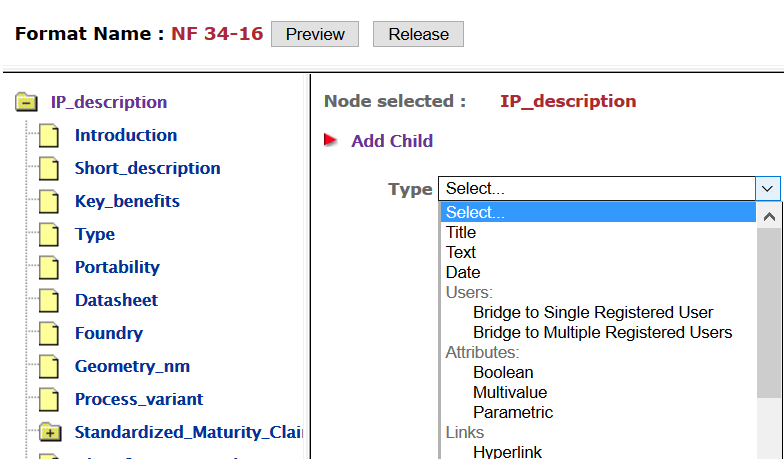 Format Name : NF 34-16 Preview Release
IP_description
Introduction
Short_description
Key_benefits
Type
Portability
Datasheet
Foundry
Geometry_nm
Process_variant
Node selected : IP_description
Add Child
Type Select...
Select...
Title
Text
Date
Users:
Bridge to Single Registered User
Bridge to Multiple Registered Users
Attributes:
Boolean
Multivalue
Parametric
Links
Hyperlink